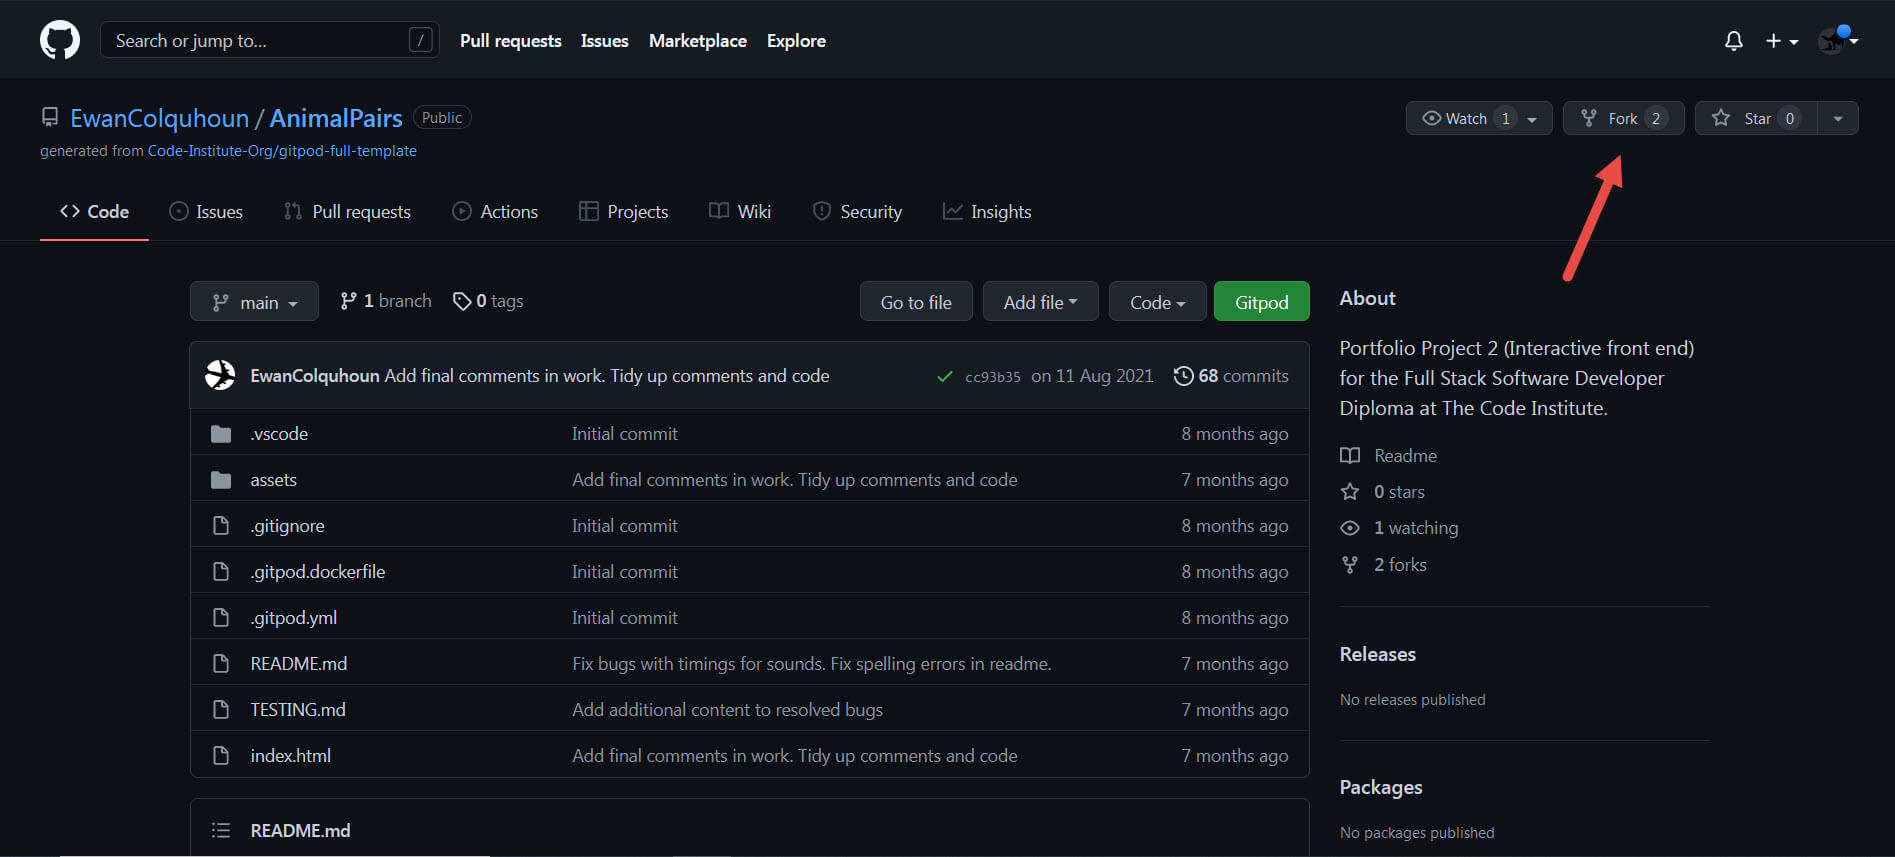 Search or jump to... / Pull requests Issues Marketplace Explore
EwanColquhoun / AnimalPairs Public Watch 1 Fork 2 Star 0
generated from Code-Institute-Org/gitpod-full-template
Code Issues Pull requests Actions Projects Wiki Security Insights
main 1 branch 0 tags Go to file Add file Code Gitpod
EwanColquhoun Add final comments in work. Tidy up comments and code cc93b35 on 11 Aug 2021 68 commits
.vscode Initial commit 8 months ago
assets Add final comments in work. Tidy up comments and code 7 months ago
.gitignore Initial commit 8 months ago
.gitpod.dockerfile Initial commit 8 months ago
.gitpod.yml Initial commit 8 months ago
README.md Fix bugs with timings for sounds. Fix spelling errors in readme. 7 months ago
TESTING.md Add additional content to resolved bugs 7 months ago
index.html Add final comments in work. Tidy up comments and code 7 months ago
README.md
About
Portfolio Project 2 (Interactive front end)
for the Full Stack Software Developer
Diploma at The Code Institute.
Readme
0 stars
1 watching
2 forks
Releases
No releases published
Packages
No packages published